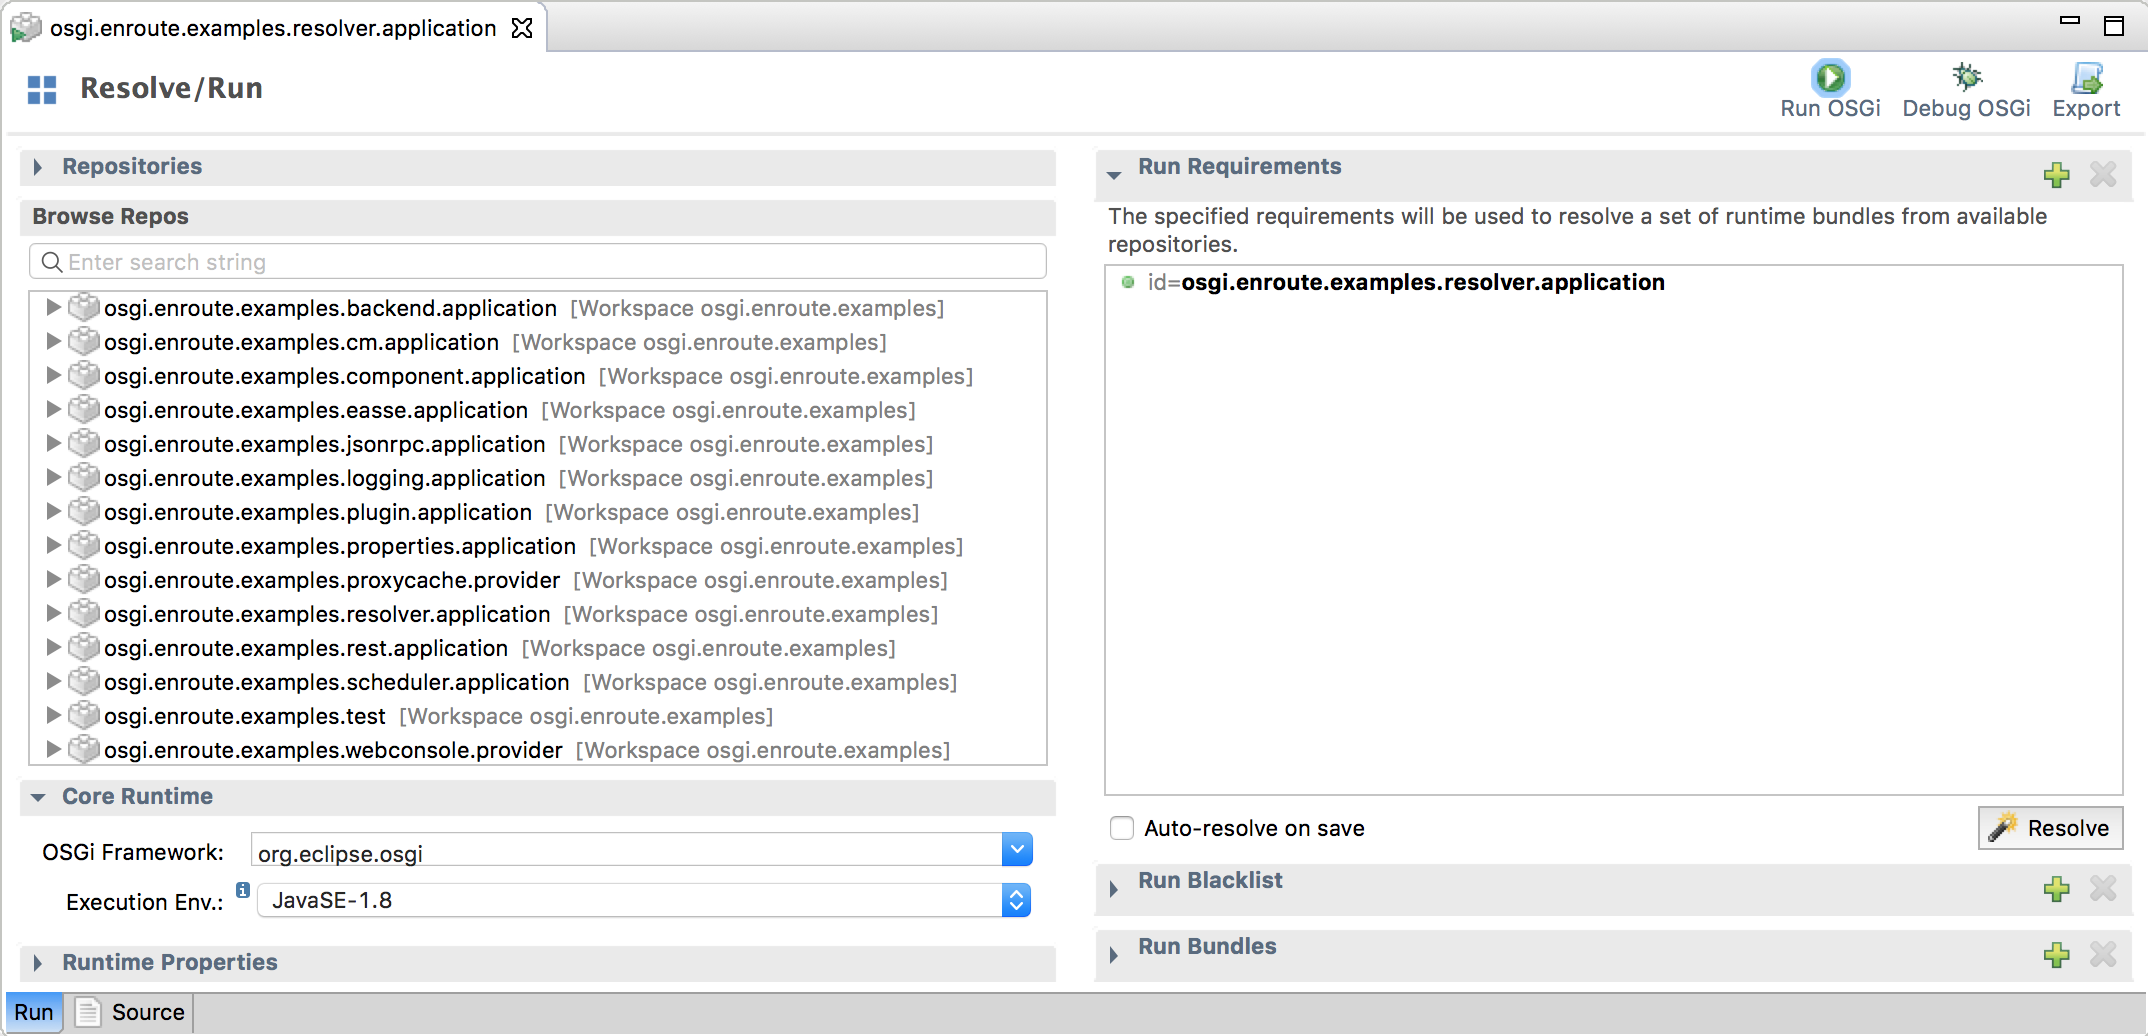 osgi.enroute.examples.resolver.application
Resolve/Run
Run OSGi
Debug OSGi
Export
Repositories
Browse Repos
Enter search string
osgi.enroute.examples.backend.application [Workspace osgi.enroute.examples]
osgi.enroute.examples.cm.application [Workspace osgi.enroute.examples]
osgi.enroute.examples.component.application [Workspace osgi.enroute.examples]
osgi.enroute.examples.easse.application [Workspace osgi.enroute.examples]
osgi.enroute.examples.jsonrpc.application [Workspace osgi.enroute.examples]
osgi.enroute.examples.logging.application [Workspace osgi.enroute.examples]
osgi.enroute.examples.plugin.application [Workspace osgi.enroute.examples]
osgi.enroute.examples.properties.application [Workspace osgi.enroute.examples]
osgi.enroute.examples.proxycache.provider [Workspace osgi.enroute.examples]
osgi.enroute.examples.resolver.application [Workspace osgi.enroute.examples]
osgi.enroute.examples.rest.application [Workspace osgi.enroute.examples]
osgi.enroute.examples.scheduler.application [Workspace osgi.enroute.examples]
osgi.enroute.examples.test [Workspace osgi.enroute.examples]
osgi.enroute.examples.webconsole.provider [Workspace osgi.enroute.examples]
Core Runtime
OSGi Framework: org.eclipse.osgi
Execution Env.: JavaSE-1.8
Runtime Properties
Run Requirements
The specified requirements will be used to resolve a set of runtime bundles from available
repositories.
id=osgi.enroute.examples.resolver.application
Auto-resolve on save
Resolve
Run Blacklist
Run Bundles
Run
Source